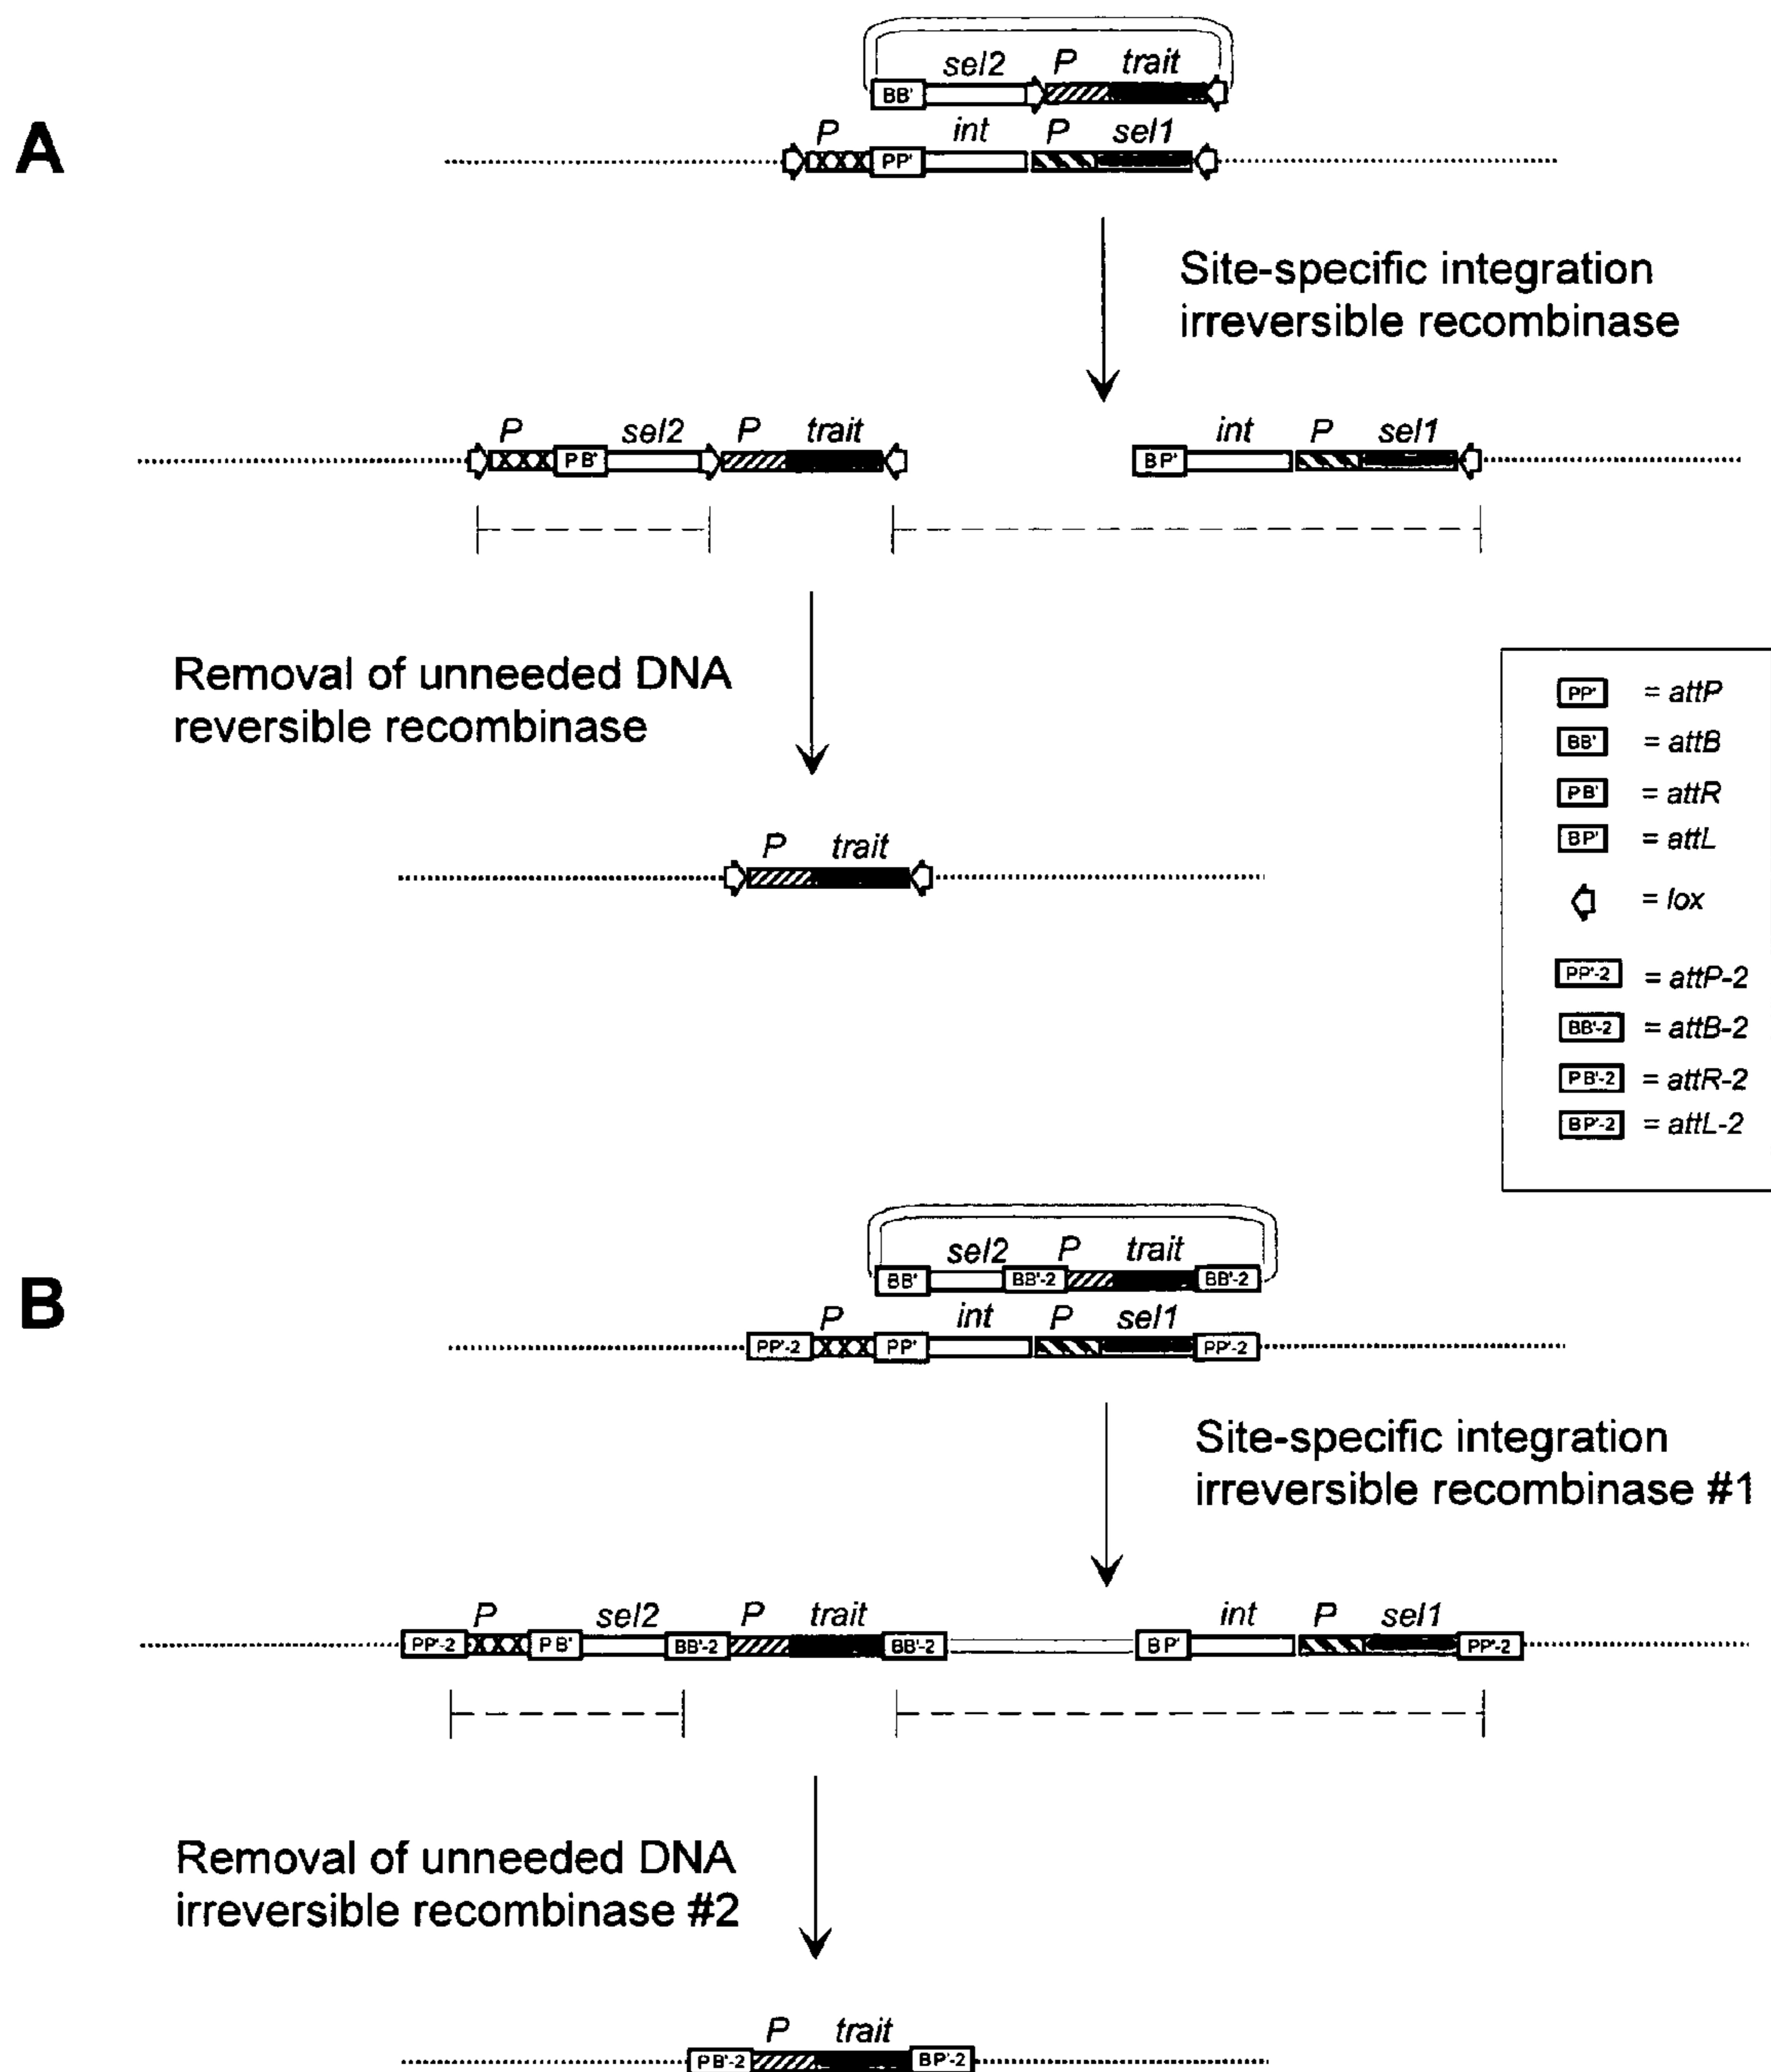 A
sel2 P trait
BB'
P int P sel1
PP'
Site-specific integration
irreversible recombinase
P sel2 P trait int P sel1
PB' BP'
Removal of unneeded DNA
reversible recombinase
P trait
PP' = attP
BB' = attB
PB' = attR
BP' = attL
= lox
PP'-2 = attP-2
BB'-2 = attB-2
PB'-2 = attR-2
BP'-2 = attL-2
B
sel2 P trait
BB' BB'-2 BB'-2
P int P sel1
PP'-2 PP' PP'-2
Site-specific integration
irreversible recombinase #1
P sel2 P trait int P sel1
PP'-2 PB' BB'-2 BB'-2 BP' PP'-2
Removal of unneeded DNA
irreversible recombinase #2
P trait
PB'-2 BP'-2